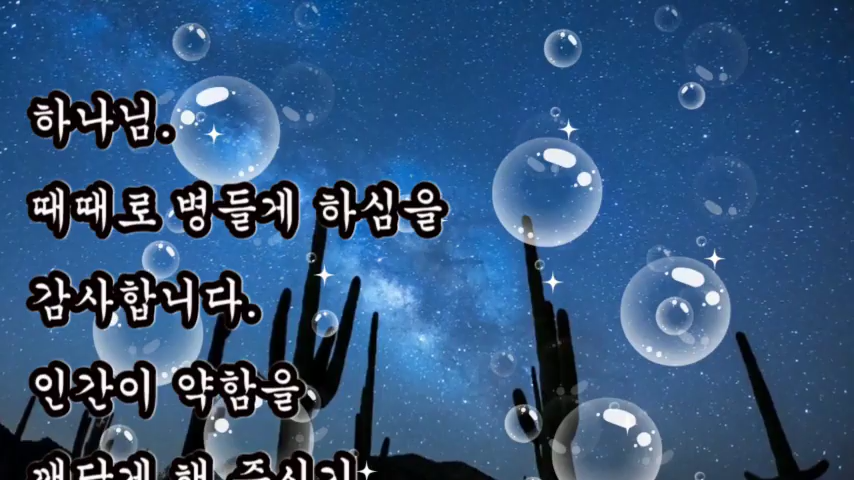 하나님.
때때로 병들게 하심을
감사합니다.
인간이 약함을
깨닫게 해 주시기